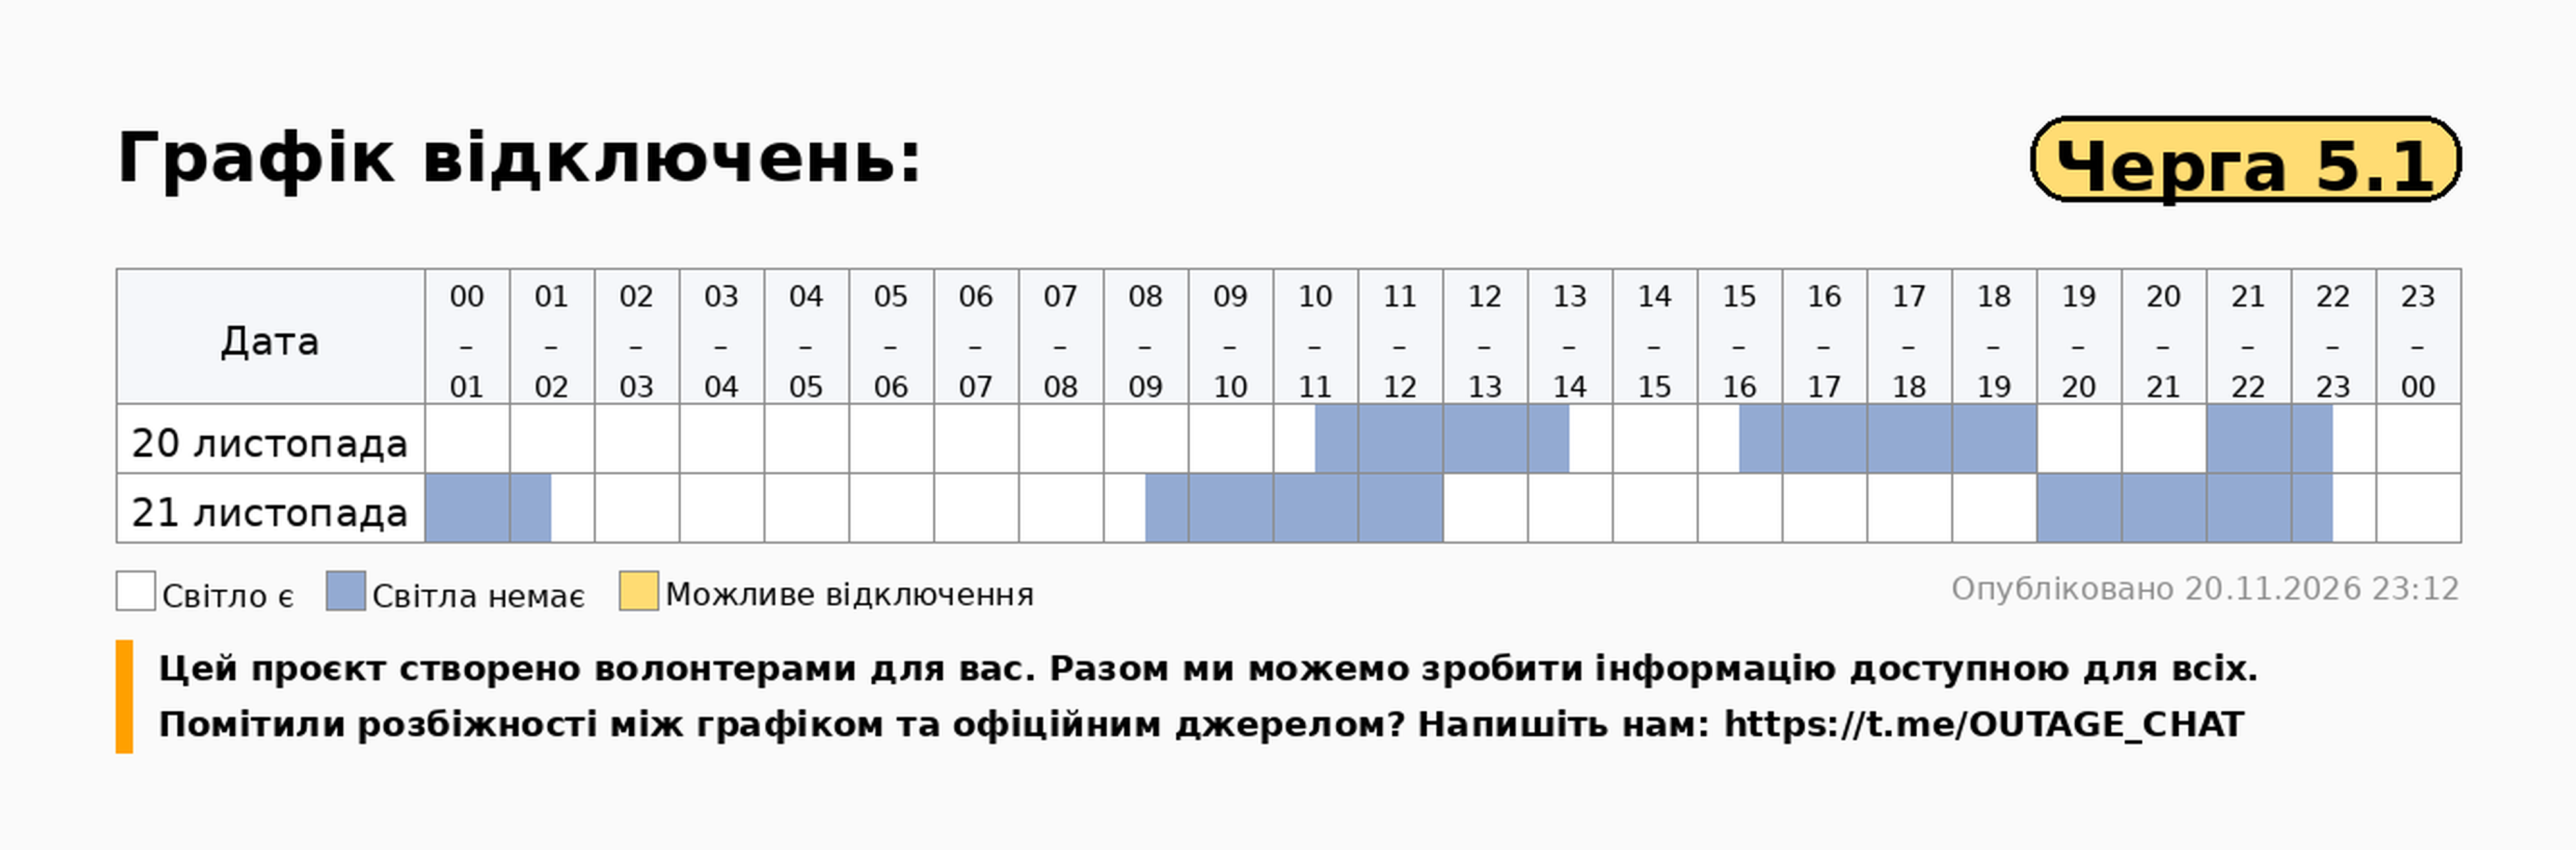 Графік відключень:
Черга 5.1
Дата
00 – 01
01 – 02
02 – 03
03 – 04
04 – 05
05 – 06
06 – 07
07 – 08
08 – 09
09 – 10
10 – 11
11 – 12
12 – 13
13 – 14
14 – 15
15 – 16
16 – 17
17 – 18
18 – 19
19 – 20
20 – 21
21 – 22
22 – 23
23 – 00
20 листопада
21 листопада
Світло є
Світла немає
Можливе відключення
Опубліковано 20.11.2026 23:12
Цей проєкт створено волонтерами для вас. Разом ми можемо зробити інформацію доступною для всіх.
Помітили розбіжності між графіком та офіційним джерелом? Напишіть нам: https://t.me/OUTAGE_CHAT